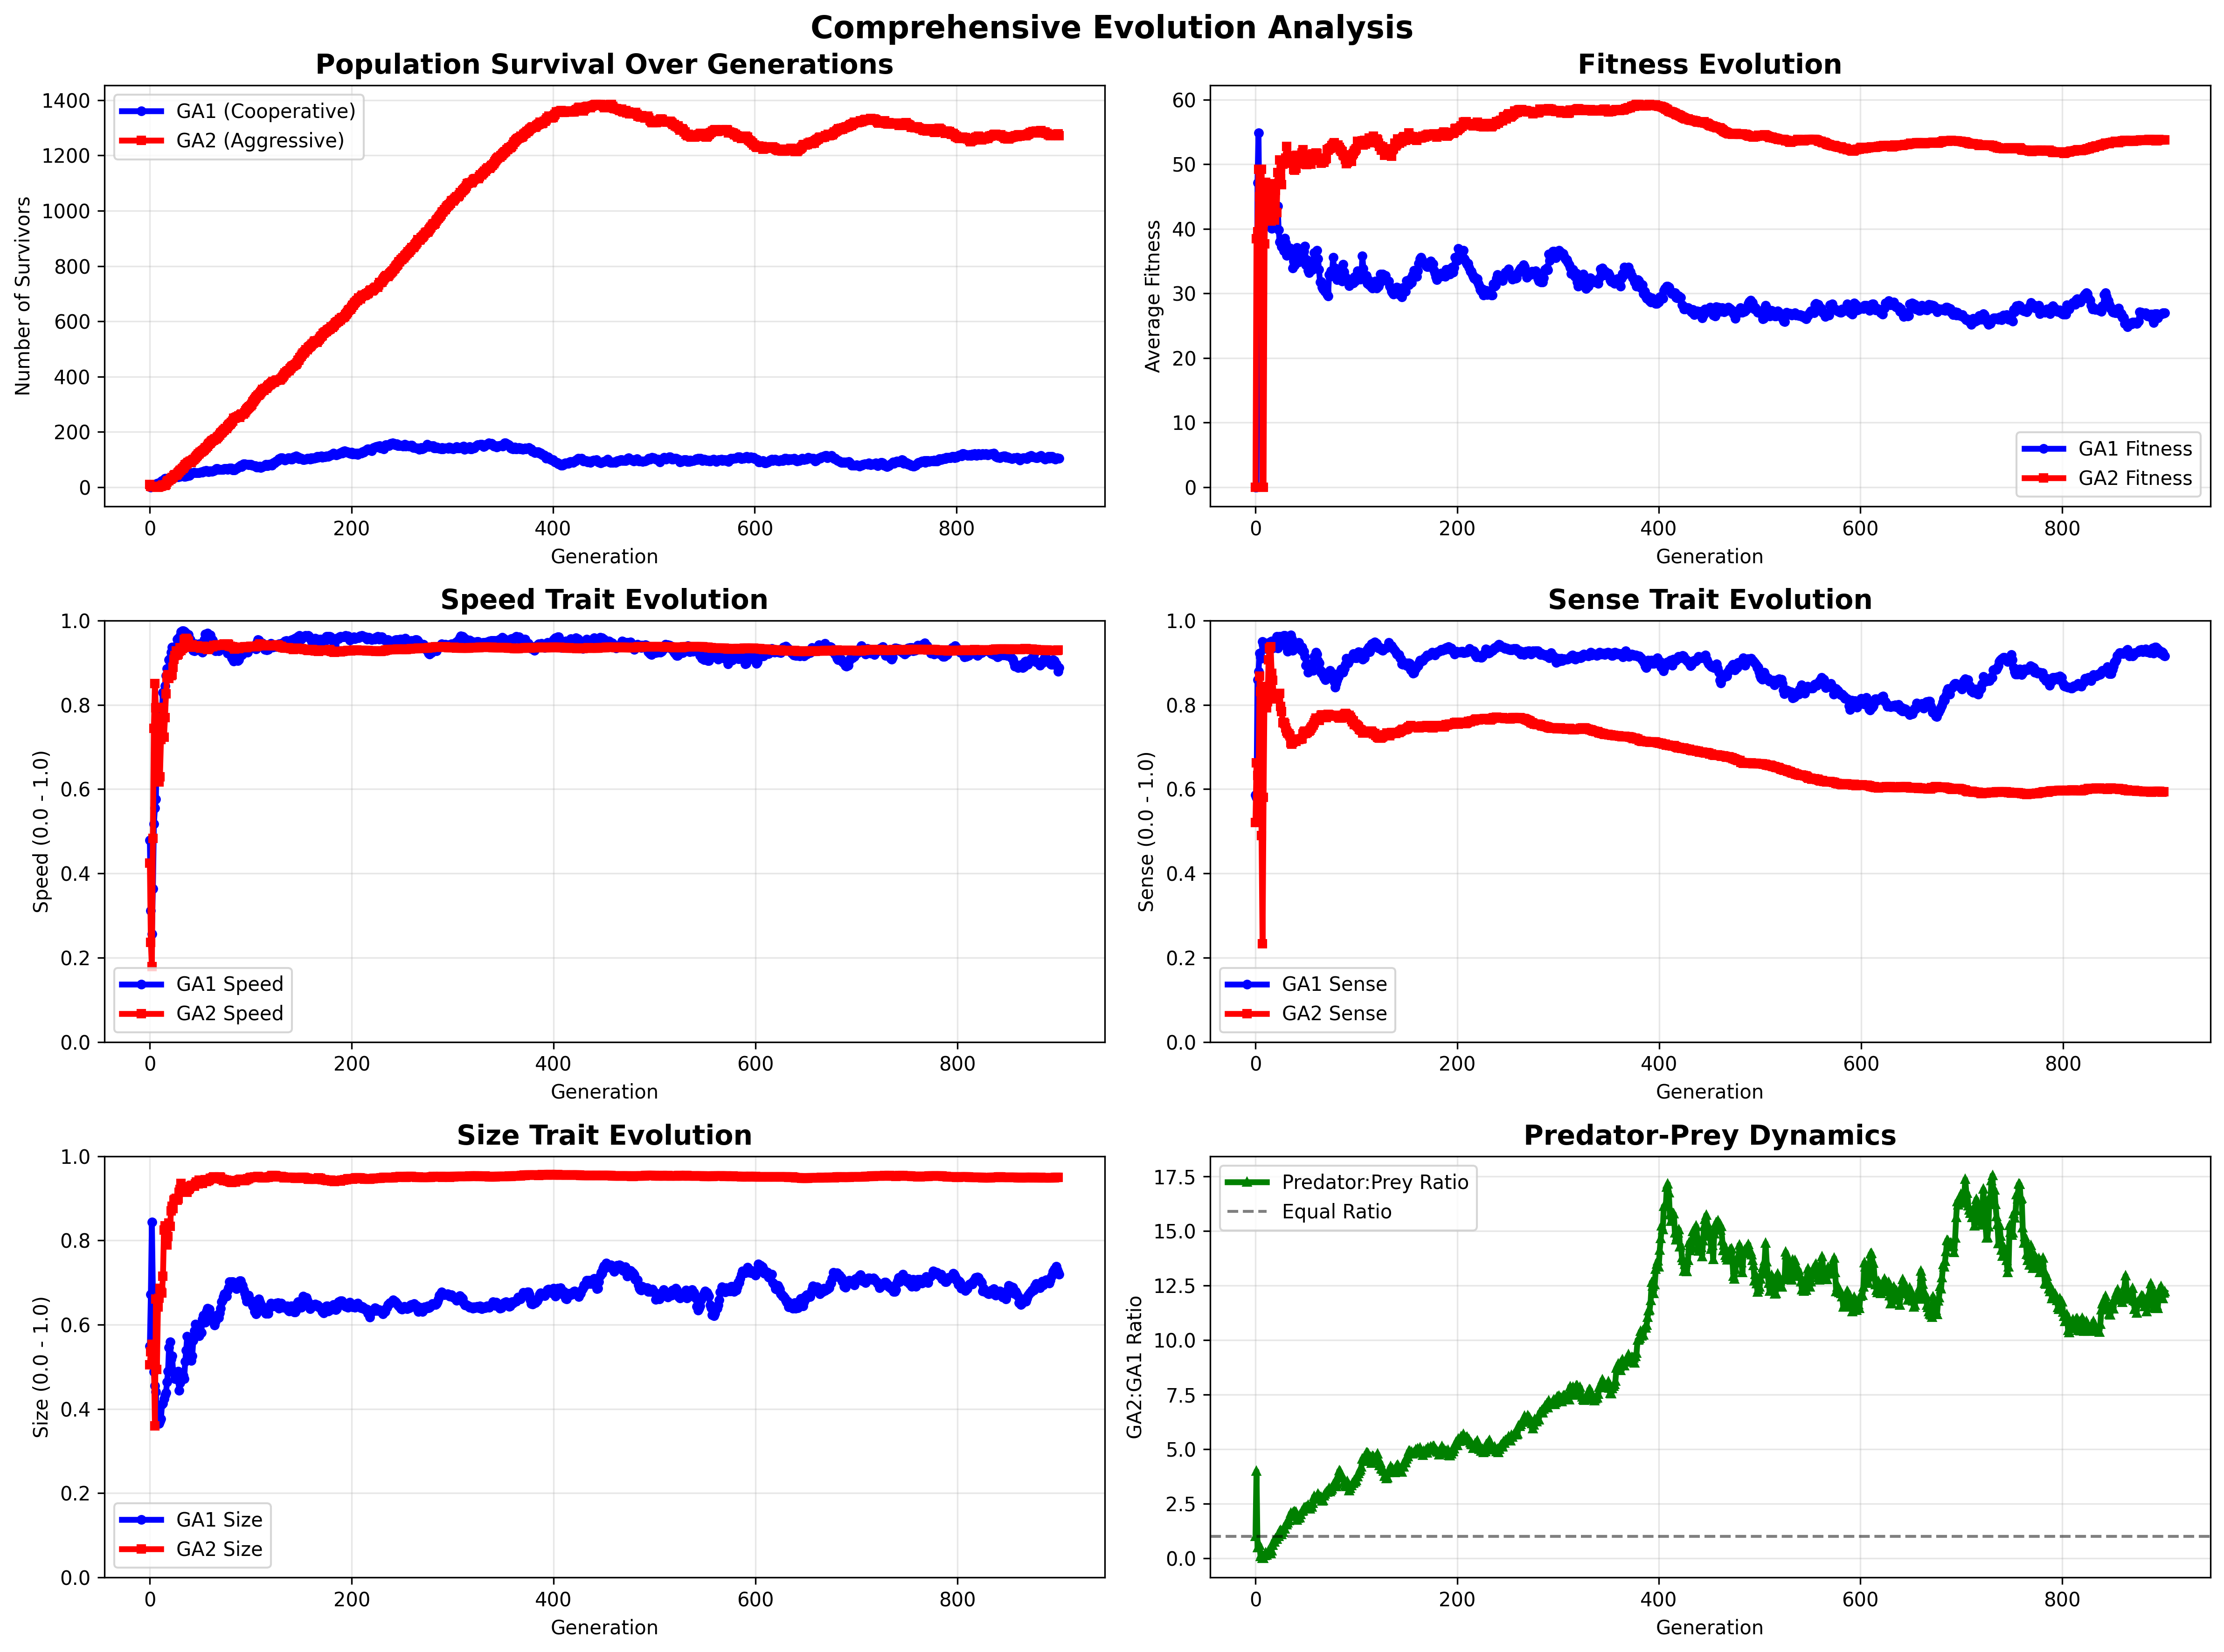 Comprehensive Evolution Analysis
Population Survival Over Generations
1400
1200
1000
800
600
400
200
0
Number of Survivors
GA1 (Cooperative)
GA2 (Aggressive)
0 200 400 600 800
Generation
Fitness Evolution
60
50
40
30
20
10
0
Average Fitness
GA1 Fitness
GA2 Fitness
0 200 400 600 800
Generation
Speed Trait Evolution
1.0
0.8
0.6
0.4
0.2
0.0
Speed (0.0 - 1.0)
GA1 Speed
GA2 Speed
0 200 400 600 800
Generation
Sense Trait Evolution
1.0
0.8
0.6
0.4
0.2
0.0
Sense (0.0 - 1.0)
GA1 Sense
GA2 Sense
0 200 400 600 800
Generation
Size Trait Evolution
1.0
0.8
0.6
0.4
0.2
0.0
Size (0.0 - 1.0)
GA1 Size
GA2 Size
0 200 400 600 800
Generation
Predator-Prey Dynamics
17.5
15.0
12.5
10.0
7.5
5.0
2.5
0.0
GA2:GA1 Ratio
Predator:Prey Ratio
Equal Ratio
0 200 400 600 800
Generation